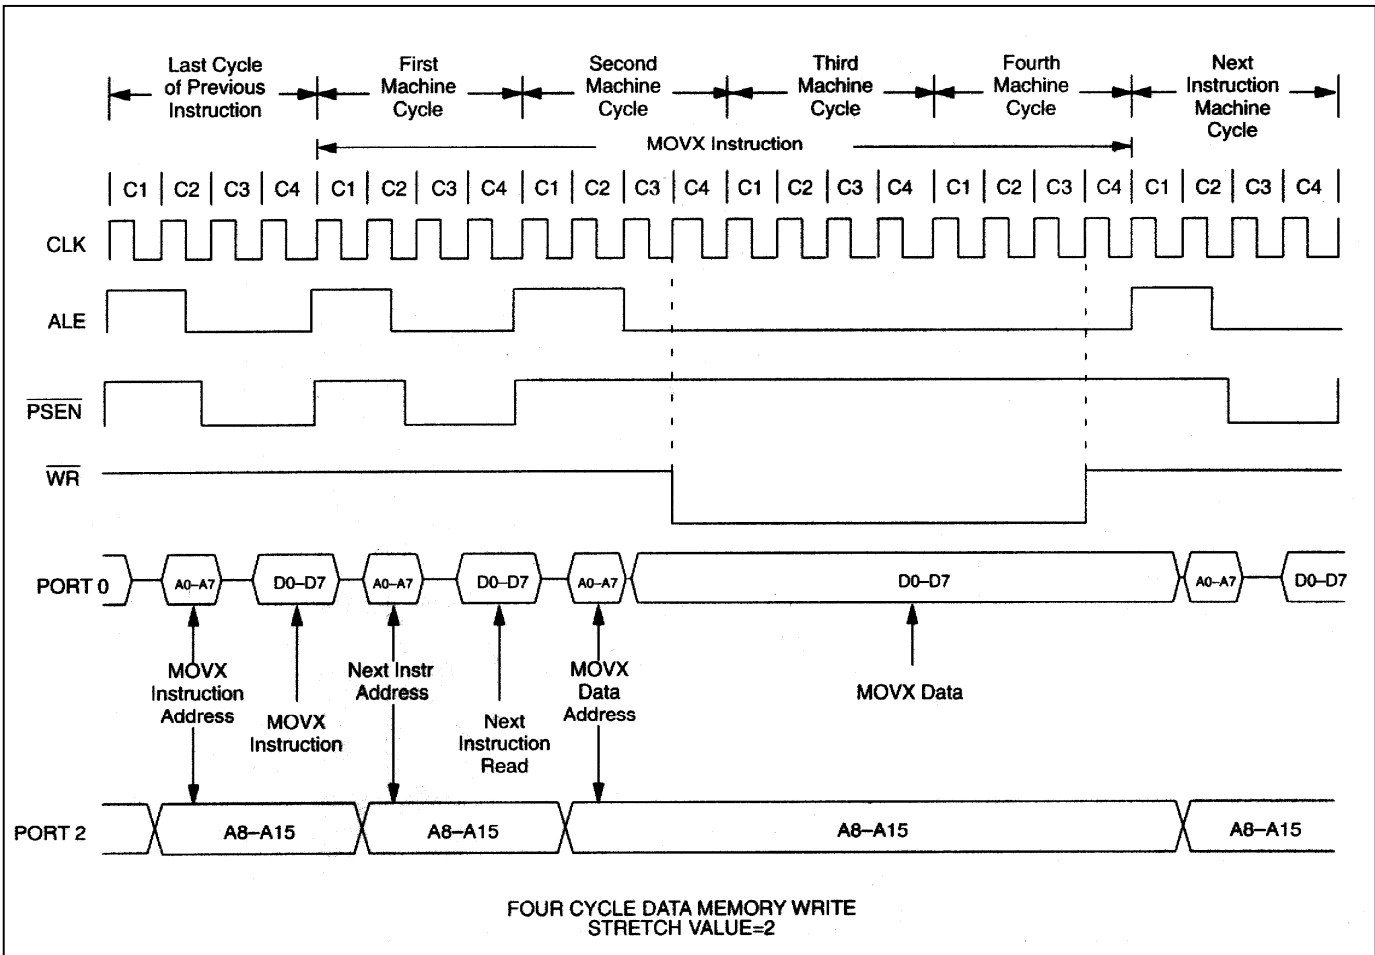 Last Cycle
of Previous
Instruction
First
Machine
Cycle
Second
Machine
Cycle
Third
Machine
Cycle
Fourth
Machine
Cycle
Next
Instruction
Machine
Cycle
MOVX Instruction
C1 C2 C3 C4 C1 C2 C3 C4 C1 C2 C3 C4 C1 C2 C3 C4 C1 C2 C3 C4 C1 C2 C3 C4
CLK
ALE
PSEN
WR
PORT 0
A0–A7 D0–D7 A0–A7 D0–D7 A0–A7 D0–D7 A0–A7 D0–D7
MOVX
Instruction
Address
MOVX
Instruction
Next Instr
Address
Next
Instruction
Read
MOVX
Data
Address
MOVX Data
PORT 2
A8–A15 A8–A15 A8–A15 A8–A15
FOUR CYCLE DATA MEMORY WRITE
STRETCH VALUE=2